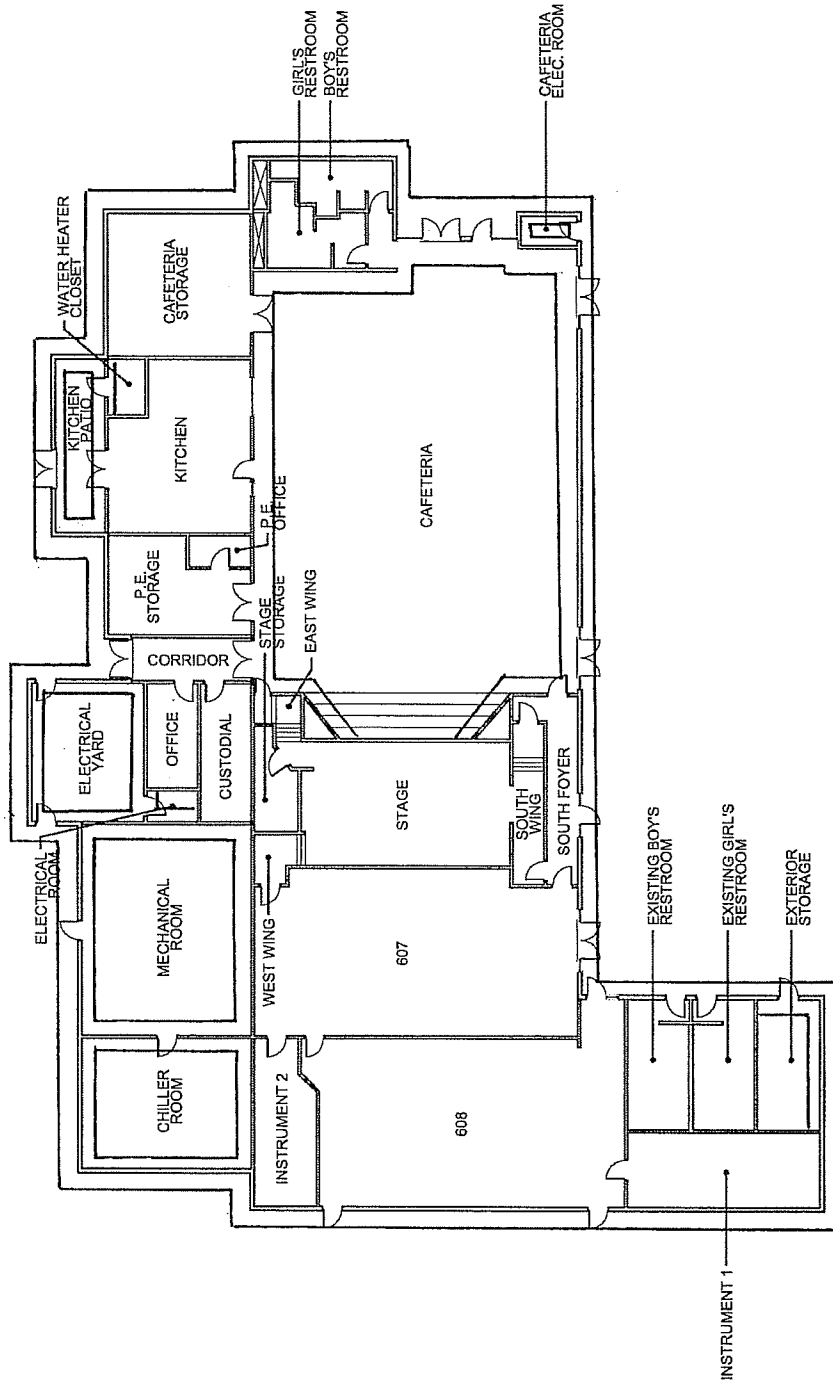 GIRL'S
RESTROOM
BOY'S
RESTROOM
CAFETERIA
ELEC. ROOM
WATER HEATER
CLOSET
CAFETERIA
STORAGE
KITCHEN
PATIO
KITCHEN
P.E.
OFFICE
P.E.
STORAGE
STAGE
STORAGE
EAST WING
CAFETERIA
CORRIDOR
ELECTRICAL
YARD
OFFICE
CUSTODIAL
ELECTRICAL
ROOM
STAGE
SOUTH
WING
SOUTH FOYER
MECHANICAL
ROOM
WEST WING
607
EXISTING BOY'S
RESTROOM
EXISTING GIRL'S
RESTROOM
EXTERIOR
STORAGE
CHILLER
ROOM
INSTRUMENT 2
608
INSTRUMENT 1